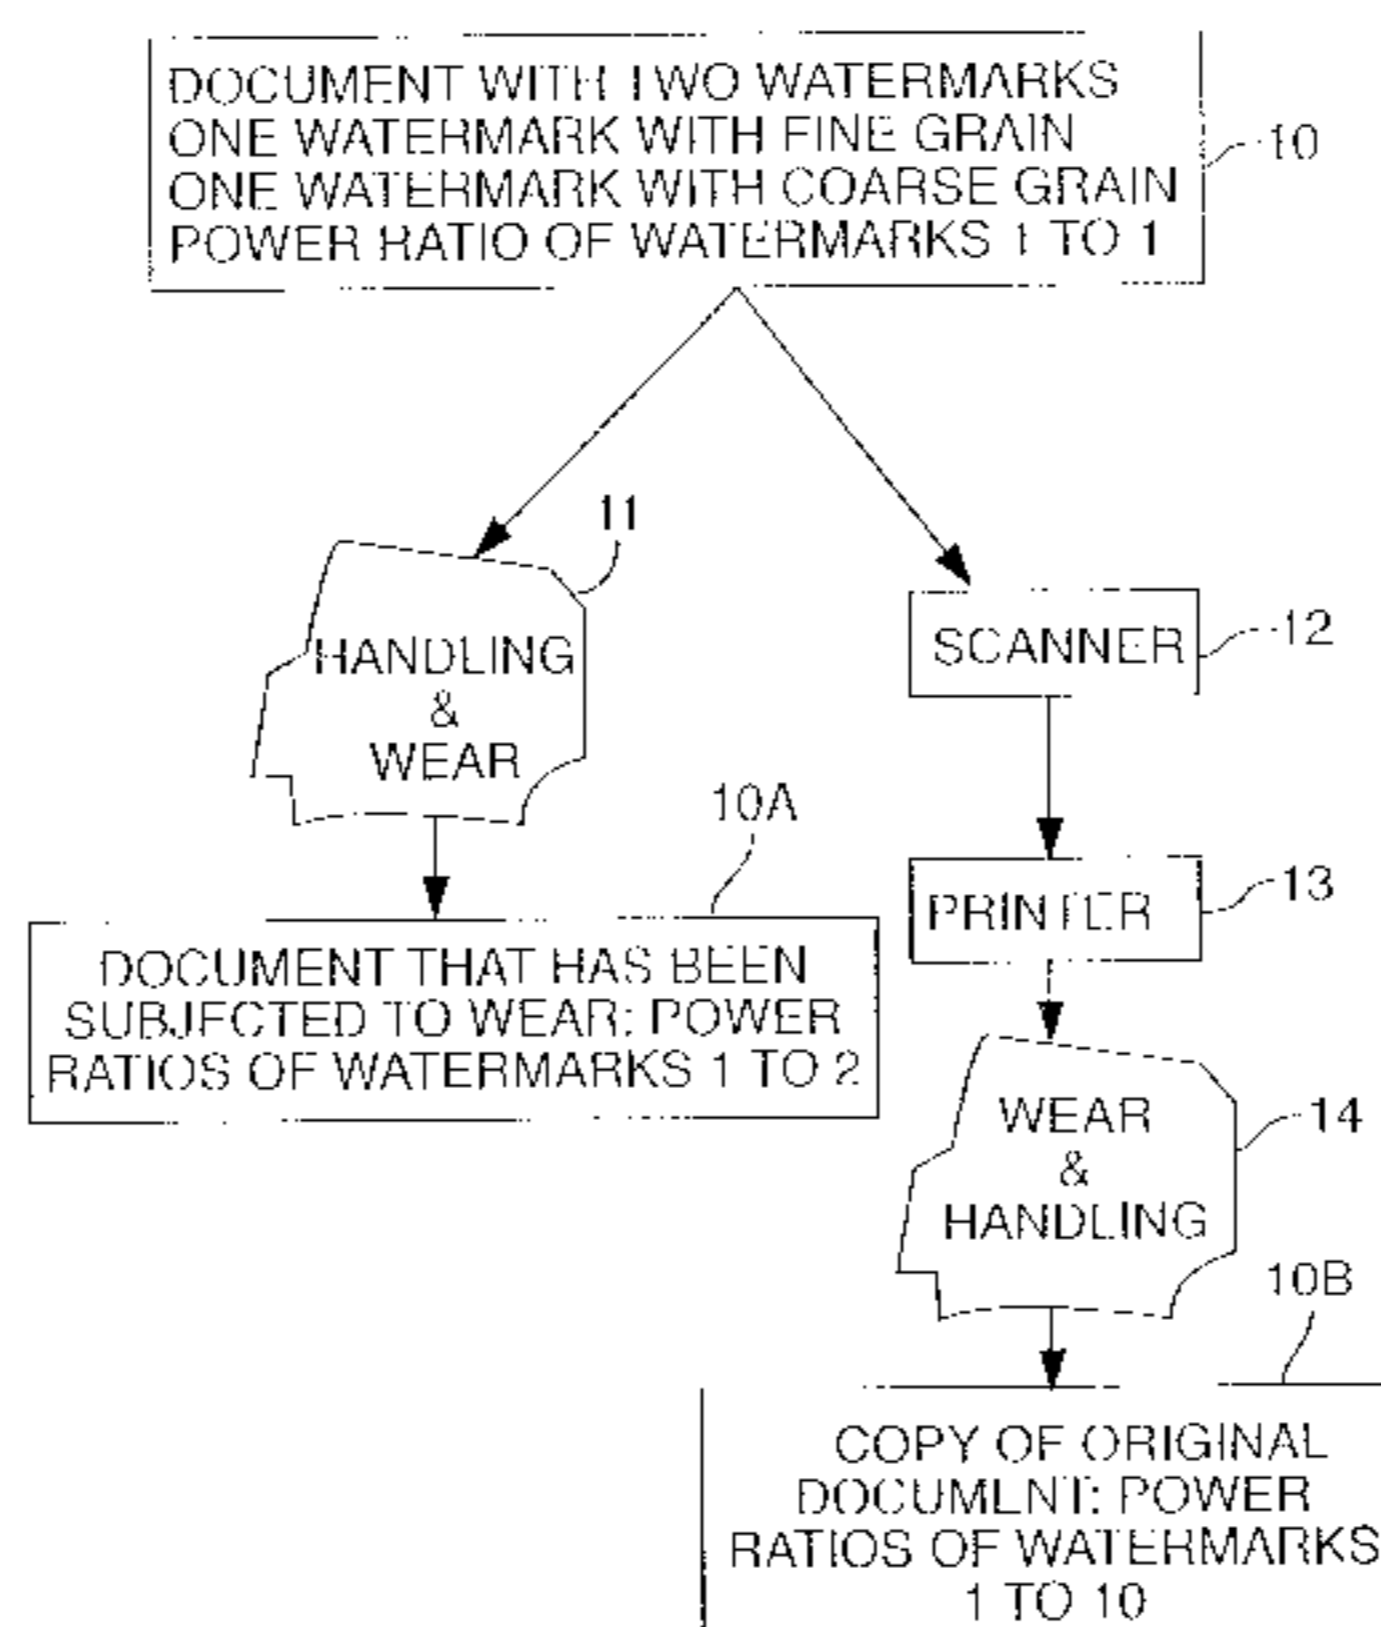 DOCUMENT WITH TWO WATERMARKS
ONE WATERMARK WITH FINE GRAIN
ONE WATERMARK WITH COARSE GRAIN
POWER RATIO OF WATERMARKS 1 TO 1
10
11
HANDLING
&
WEAR
SCANNER
12
10A
PRINTER
13
DOCUMENT THAT HAS BEEN
SUBJECTED TO WEAR: POWER
RATIOS OF WATERMARKS 1 TO 2
WEAR
&
HANDLING
14
10B
COPY OF ORIGINAL
DOCUMENT: POWER
RATIOS OF WATERMARKS
1 TO 10